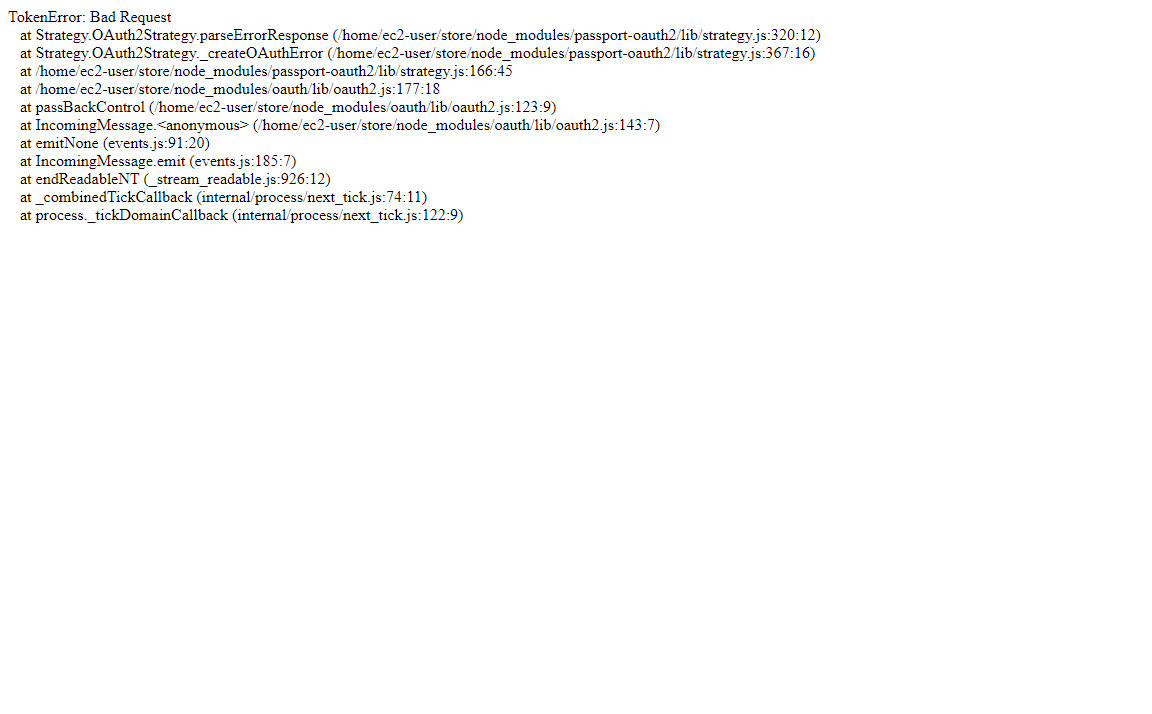 TokenError: Bad Request
at Strategy.OAuth2Strategy.parseErrorResponse (/home/ec2-user/store/node_modules/passport-oauth2/lib/strategy.js:320:12)
at Strategy.OAuth2Strategy._createOAuthError (/home/ec2-user/store/node_modules/passport-oauth2/lib/strategy.js:367:16)
at /home/ec2-user/store/node_modules/passport-oauth2/lib/strategy.js:166:45
at /home/ec2-user/store/node_modules/oauth/lib/oauth2.js:177:18
at passBackControl (/home/ec2-user/store/node_modules/oauth/lib/oauth2.js:123:9)
at IncomingMessage.<anonymous> (/home/ec2-user/store/node_modules/oauth/lib/oauth2.js:143:7)
at emitNone (events.js:91:20)
at IncomingMessage.emit (events.js:185:7)
at endReadableNT (_stream_readable.js:926:12)
at _combinedTickCallback (internal/process/next_tick.js:74:11)
at process._tickDomainCallback (internal/process/next_tick.js:122:9)